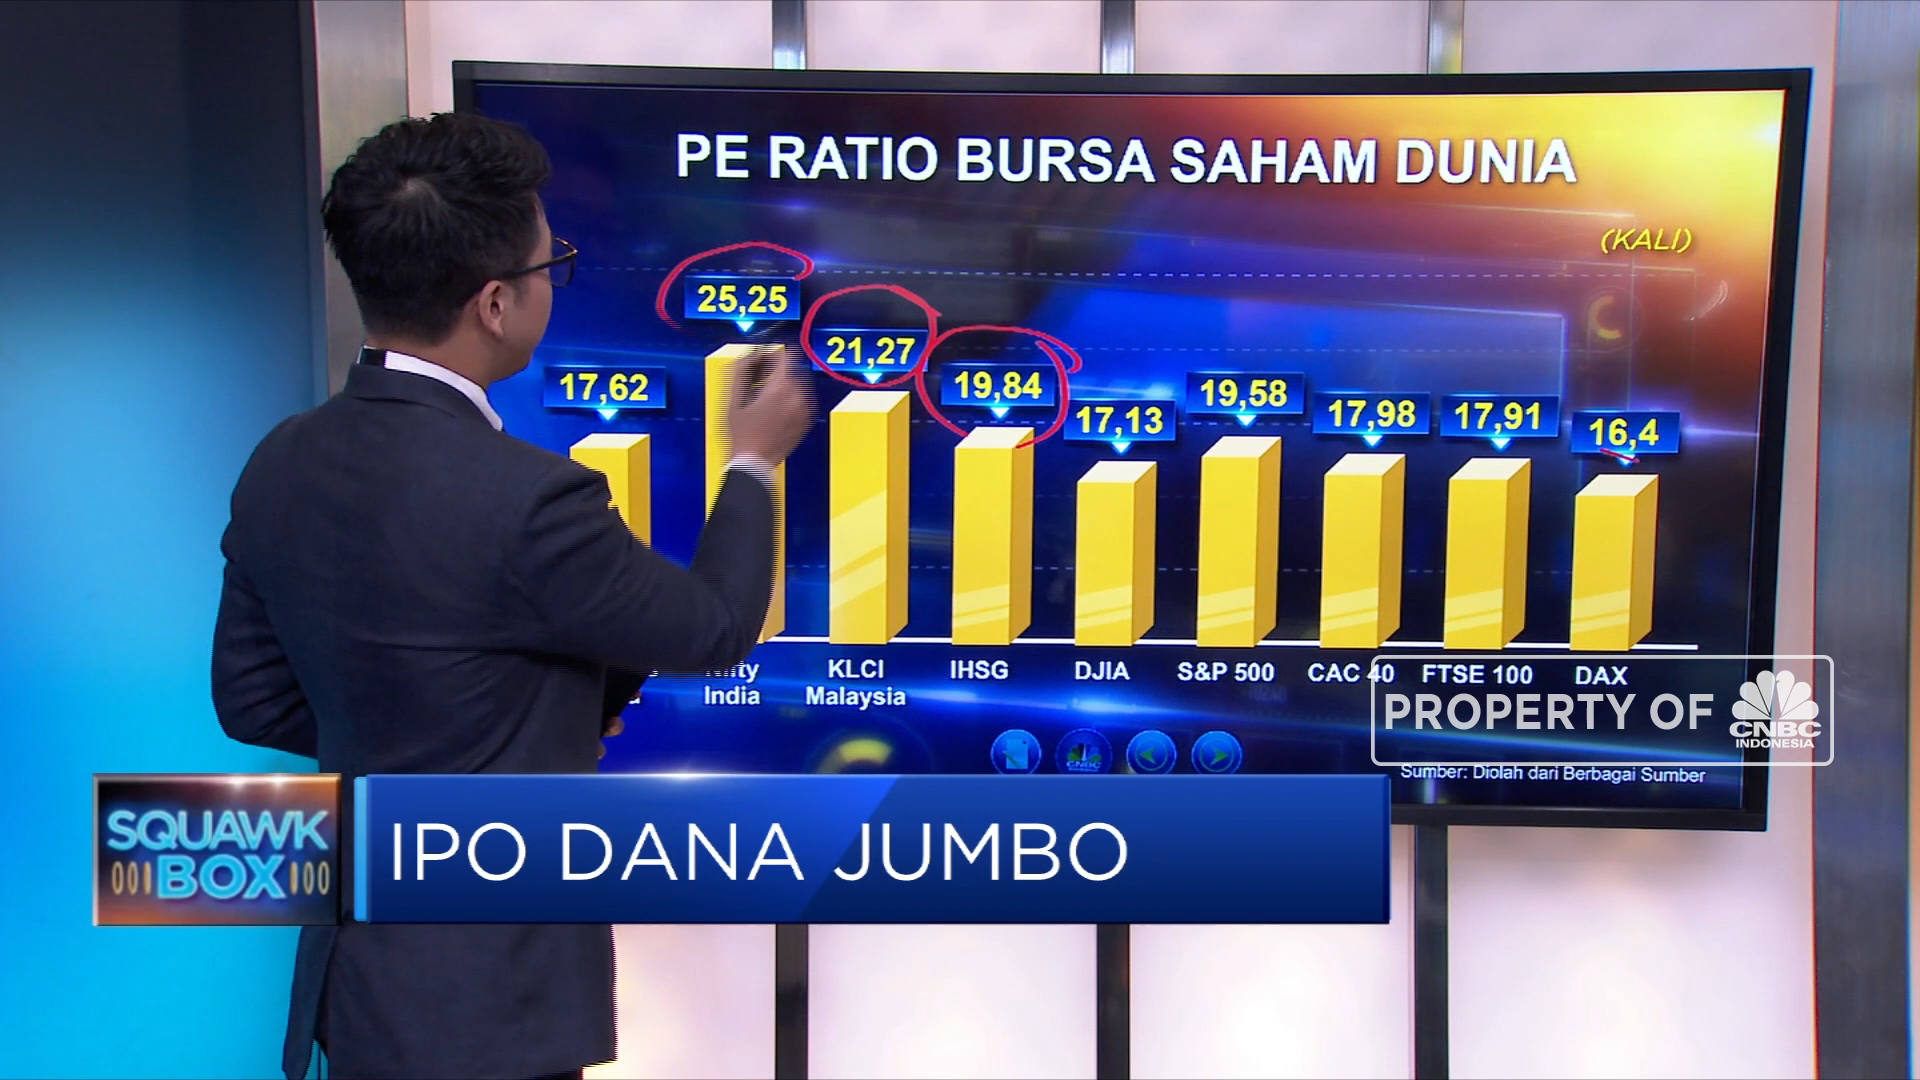 PE RATIO BURSA SAHAM DUNIA
(KALI)
25,25
21,27
17,62
19,84
17,13
19,58
17,98
17,91
16,4
India
KLCI
Malaysia
IHSG
DJIA
S&P 500
CAC 40
FTSE 100
DAX
PROPERTY OF
CNBC
INDONESIA
CNBC
Sumber: Diolah dari Berbagai Sumber
SQUAWK
BOX
IPO DANA JUMBO